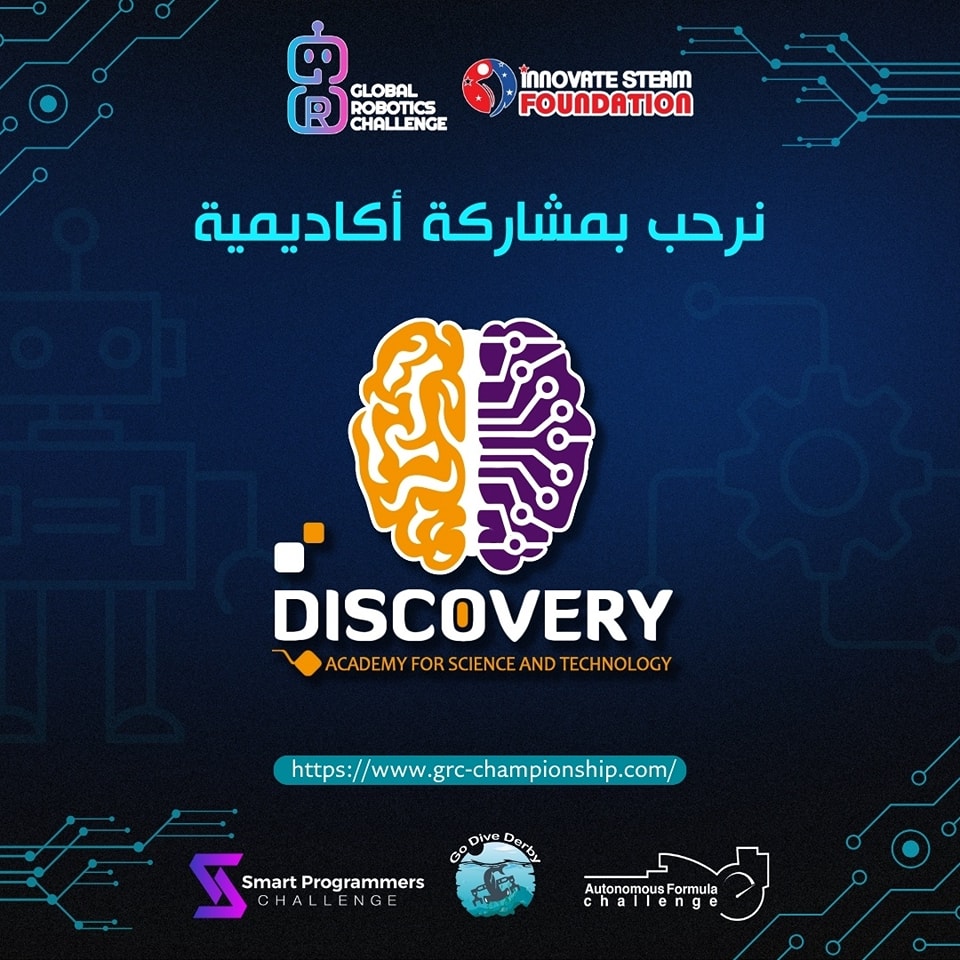 GLOBAL
ROBOTICS
CHALLENGE
INNOVATE STEAM
FOUNDATION
نرحب بمشاركة أكاديمية
DISCOVERY
ACADEMY FOR SCIENCE AND TECHNOLOGY
https://www.grc-championship.com/
Smart Programmers
CHALLENGE
Go Dive Derby
Autonomous Formula
challenge